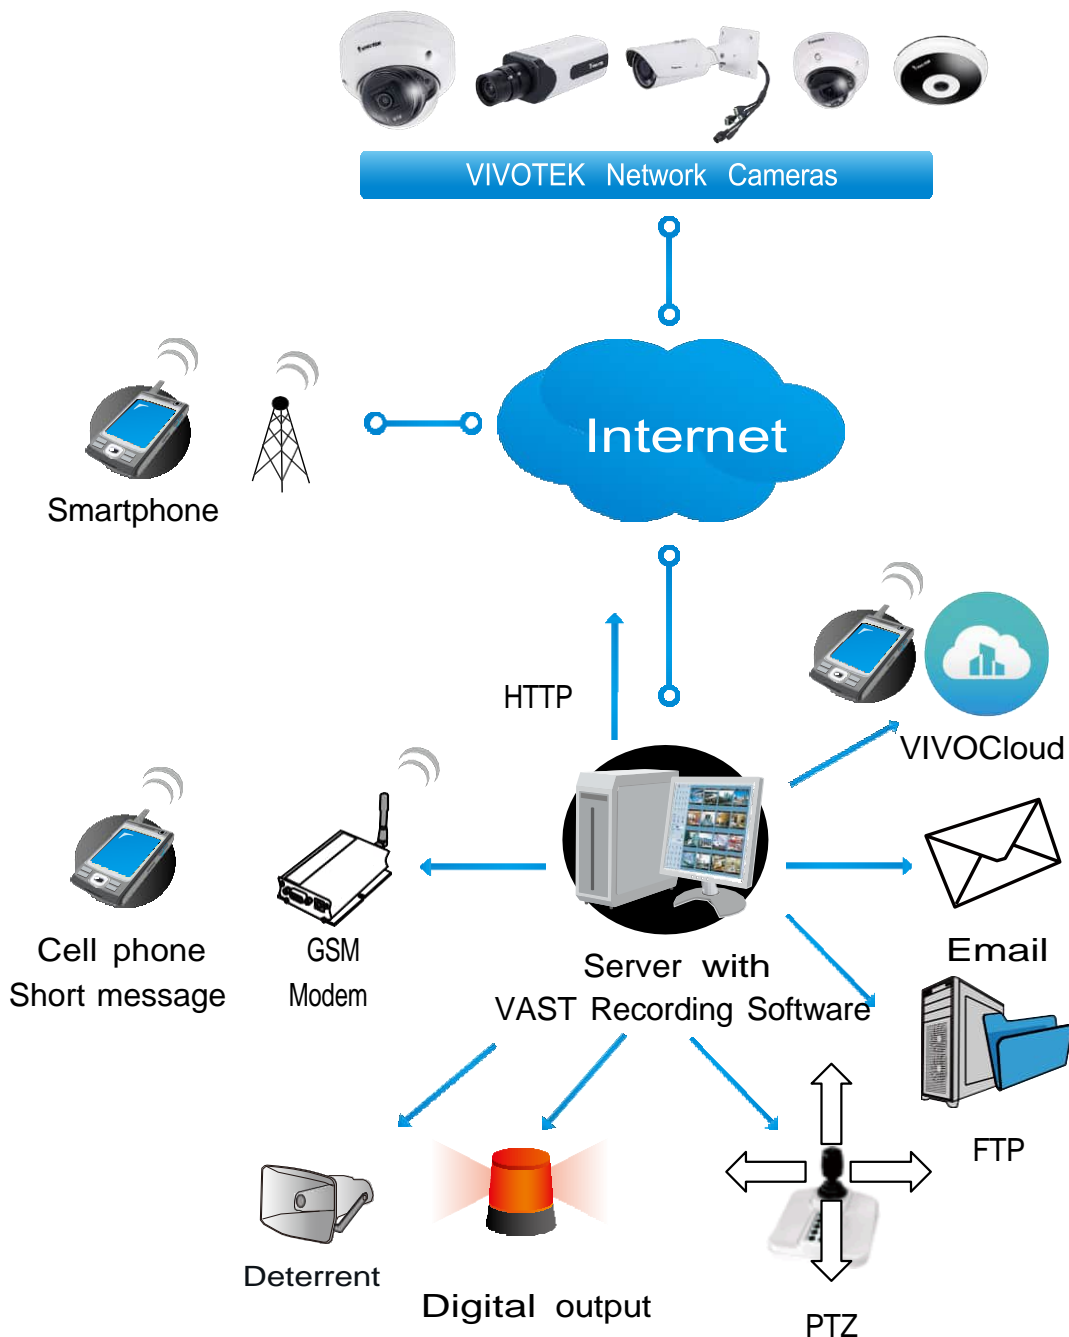 VIVOTEK Network Cameras
Internet
Smartphone
HTTP
VIVOCloud
Cell phone
Short message
GSM
Modem
Server with
VAST Recording Software
Email
FTP
Deterrent
Digital output
PTZ